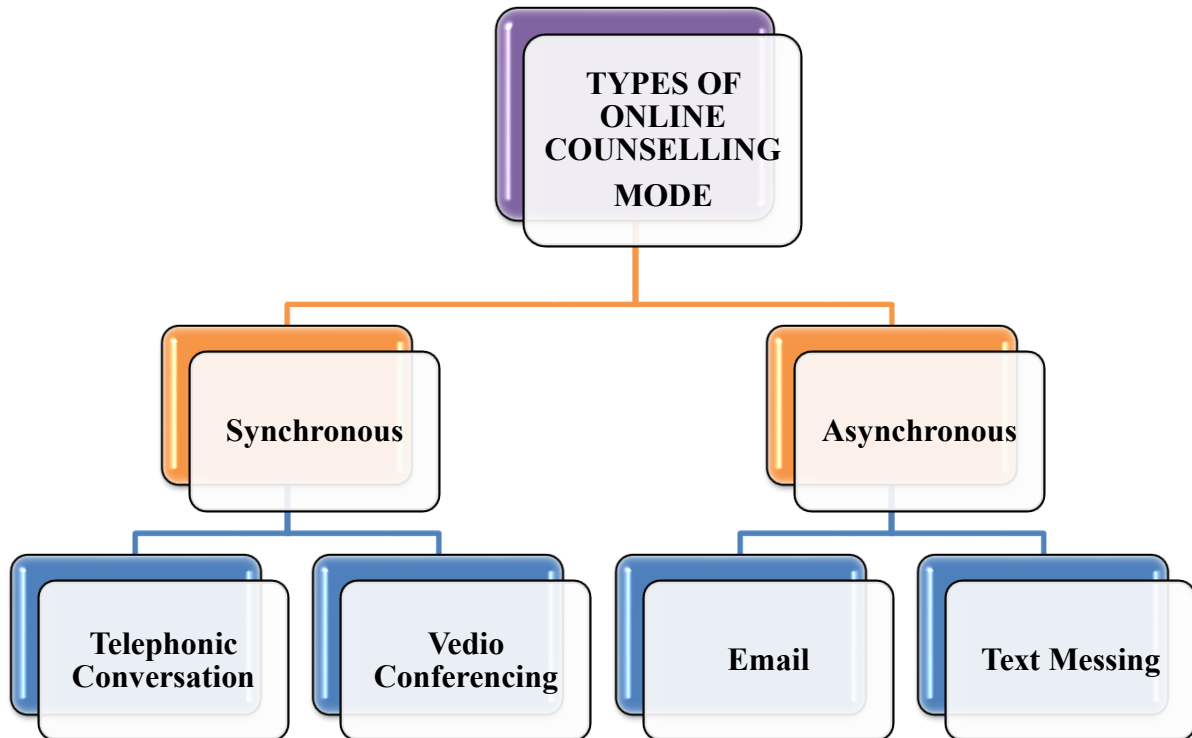 TYPES OF
ONLINE
COUNSELLING
MODE
Synchronous
Asynchronous
Telephonic
Conversation
Vedio
Conferencing
Email
Text Messing